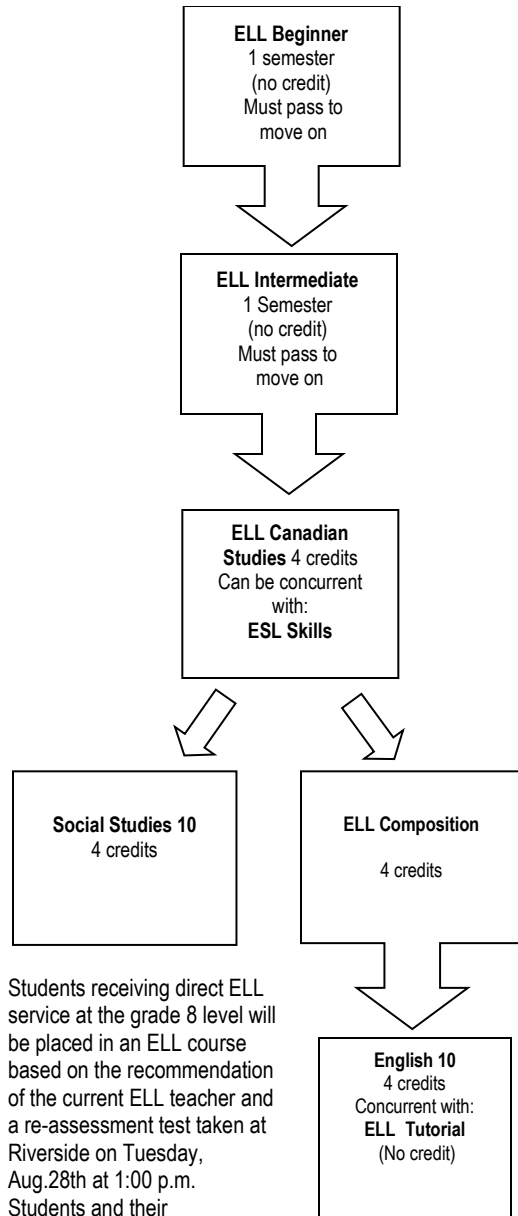 ELL Beginner
1 semester
(no credit)
Must pass to
move on
ELL Intermediate
1 Semester
(no credit)
Must pass to
move on
ELL Canadian
Studies 4 credits
Can be concurrent
with:
ESL Skills
Social Studies 10
4 credits
ELL Composition
4 credits
Students receiving direct ELL
service at the grade 8 level will
be placed in an ELL course
based on the recommendation
of the current ELL teacher and
a re-assessment test taken at
Riverside on Tuesday,
Aug.28th at 1:00 p.m.
Students and their
English 10
4 credits
Concurrent with:
ELL Tutorial
(No credit)